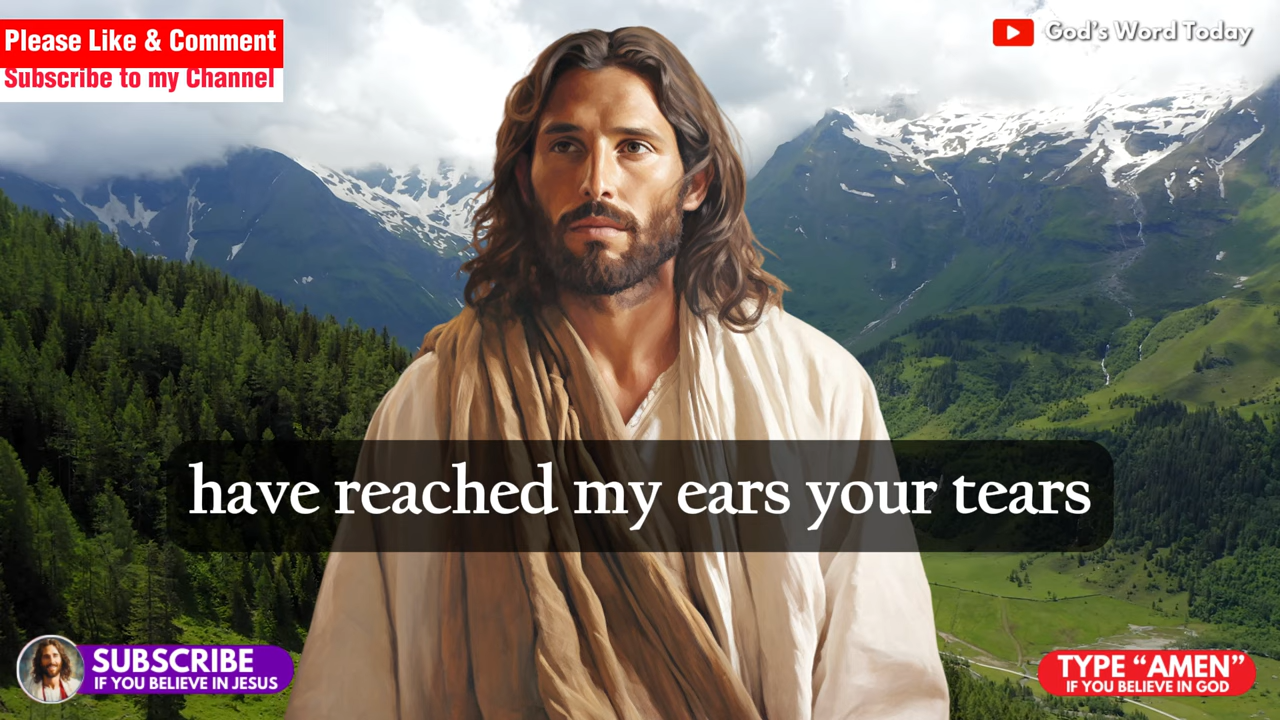 Please Like & Comment
Subscribe to my Channel
God's Word Today
have reached my ears your tears
SUBSCRIBE
IF YOU BELIEVE IN JESUS
TYPE “AMEN”
IF YOU BELIEVE IN GOD